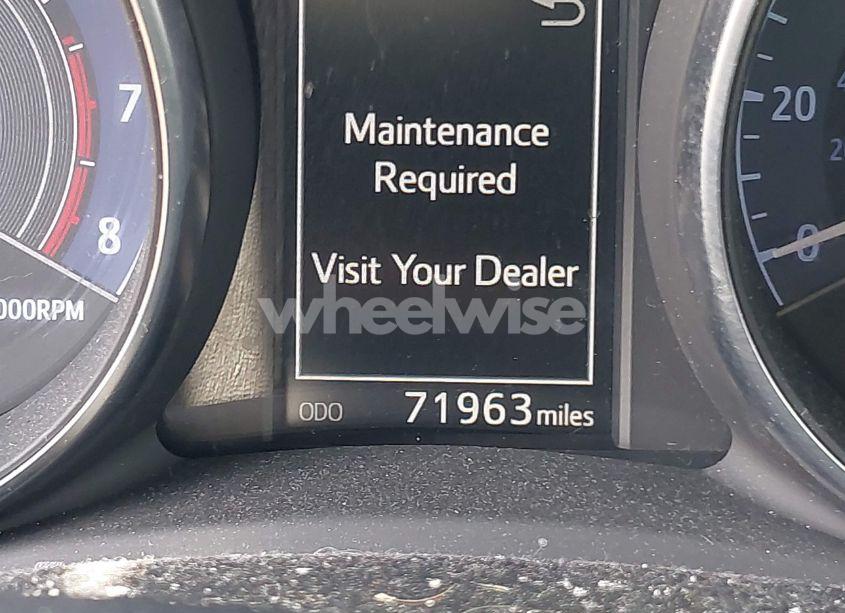 7
8
000RPM
Maintenance
Required
Visit Your Dealer
wheelwise
ODO 71963 miles
20
0